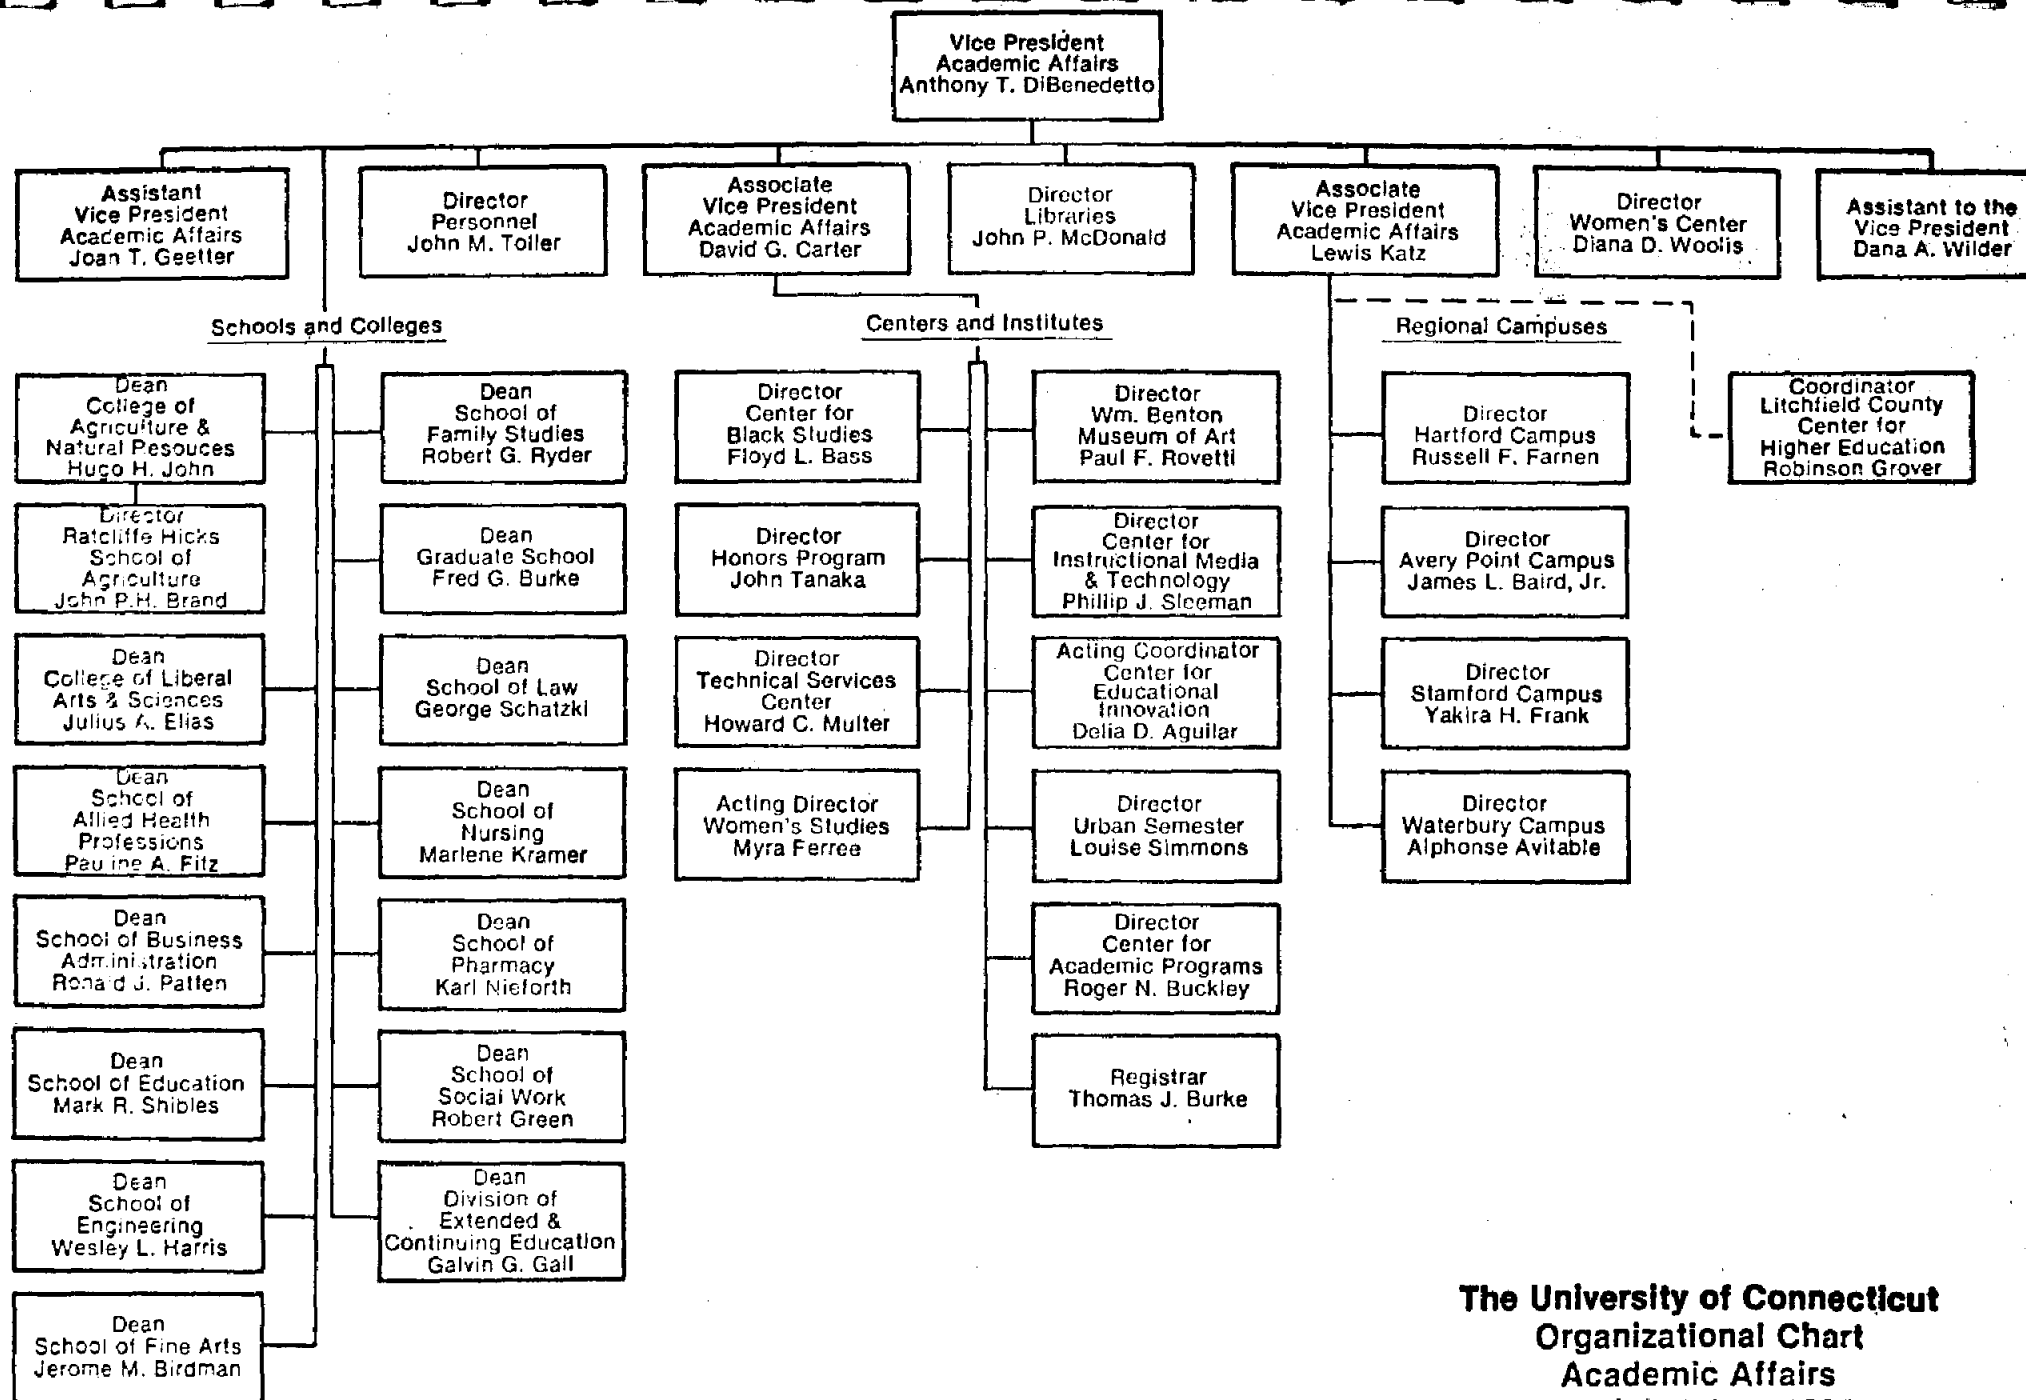 Vice President
Academic Affairs
Anthony T. DiBenedetto
Assistant
Vice President
Academic Affairs
Joan T. Geetter
Director
Personnel
John M. Toller
Associate
Vice President
Academic Affairs
David G. Carter
Director
Libraries
John P. McDonald
Associate
Vice President
Academic Affairs
Lewis Katz
Director
Women's Center
Diana D. Woolis
Assistant to the
Vice President
Dana A. Wilder
Schools and Colleges
Dean
College of
Agriculture &
Natural Resouces
Hugo H. John
Director
Ratcliffe Hicks
School of
Agriculture
John P.H. Brand
Dean
College of Liberal
Arts & Sciences
Julius A. Elias
Dean
School of
Allied Health
Professions
Pauline A. Fitz
Dean
School of Business
Administration
Ronald J. Patten
Dean
School of Education
Mark R. Shibles
Dean
School of
Engineering
Wesley L. Harris
Dean
School of Fine Arts
Jerome M. Birdman
Dean
School of
Family Studies
Robert G. Ryder
Dean
Graduate School
Fred G. Burke
Dean
School of Law
George Schatzki
Dean
School of
Nursing
Marlene Kramer
Dean
School of
Pharmacy
Karl Nieforth
Dean
School of
Social Work
Robert Green
Dean
Division of
Extended &
Continuing Education
Galvin G. Gall
Centers and Institutes
Director
Center for
Black Studies
Floyd L. Bass
Director
Honors Program
John Tanaka
Director
Technical Services
Center
Howard C. Multer
Acting Director
Women's Studies
Myra Ferree
Director
Wm. Benton
Museum of Art
Paul F. Rovetti
Director
Center for
Instructional Media
& Technology
Phillip J. Sleeman
Acting Coordinator
Center for
Educational
Innovation
Delia D. Aguilar
Director
Urban Semester
Louise Simmons
Director
Center for
Academic Programs
Roger N. Buckley
Registrar
Thomas J. Burke
Regional Campuses
Director
Hartford Campus
Russell F. Farnen
Director
Avery Point Campus
James L. Baird, Jr.
Director
Stamford Campus
Yakira H. Frank
Director
Waterbury Campus
Alphonse Avitable
Coordinator
Litchfield County
Center for
Higher Education
Robinson Grover
The University of Connecticut
Organizational Chart
Academic Affairs